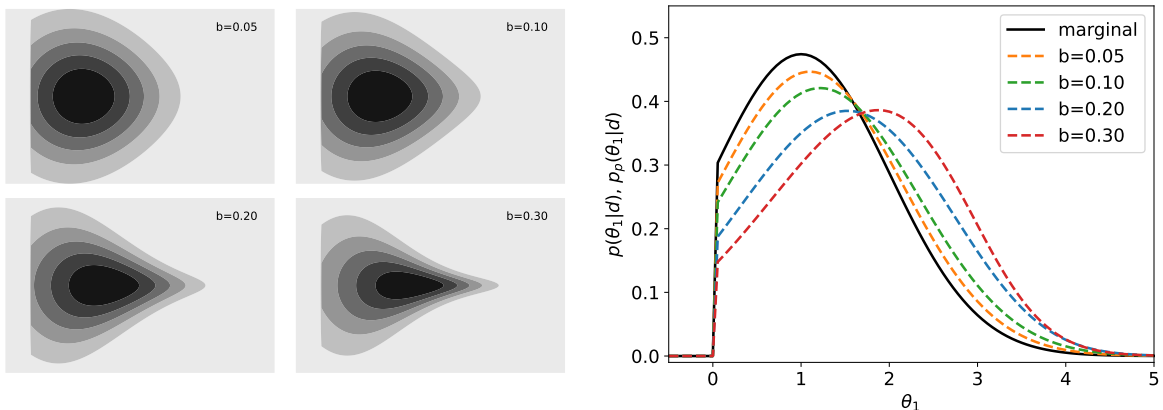 b=0.05
b=0.10
b=0.20
b=0.30
p(θ₁|d), pₚ(θ₁|d)
0.5
0.4
0.3
0.2
0.1
0.0
marginal
b=0.05
b=0.10
b=0.20
b=0.30
0 1 2 3 4 5
θ₁